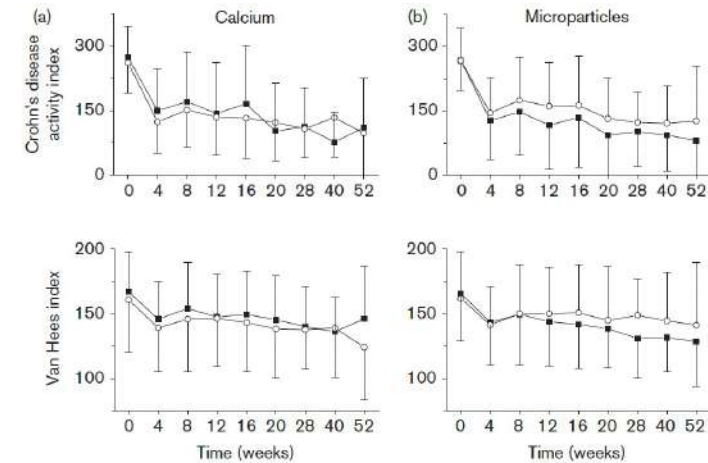 (a) Calcium
(b) Microparticles
Crohn's disease
activity index
300
150
0
0 4 8 12 16 20 28 40 52
300
150
0
0 4 8 12 16 20 28 40 52
Van Hees index
200
150
100
0 4 8 12 16 20 28 40 52
Time (weeks)
200
150
100
0 4 8 12 16 20 28 40 52
Time (weeks)